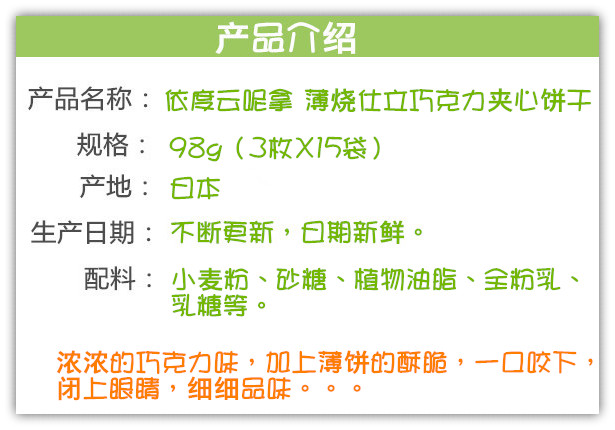 产品介绍
产品名称：依度云呢拿 薄烧仕立巧克力夹心饼干
规格：98g（3枚X15袋）
产地：日本
生产日期：不断更新，日期新鲜。
配料：小麦粉、砂糖、植物油脂、全粉乳、
乳糖等。
浓浓的巧克力味，加上薄饼的酥脆，一口咬下，
闭上眼睛，细细品味。。。